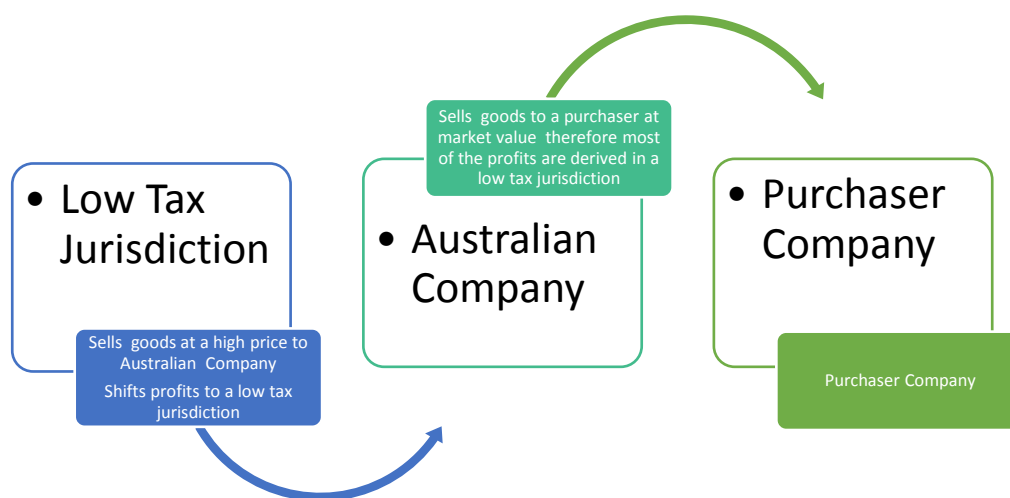 • Low Tax
Jurisdiction
Sells goods at a high price to
Australian Company
Shifts profits to a low tax
jurisdiction
Sells goods to a purchaser at
market value therefore most
of the profits are derived in a
low tax jurisdiction
• Australian
Company
• Purchaser
Company
Purchaser Company